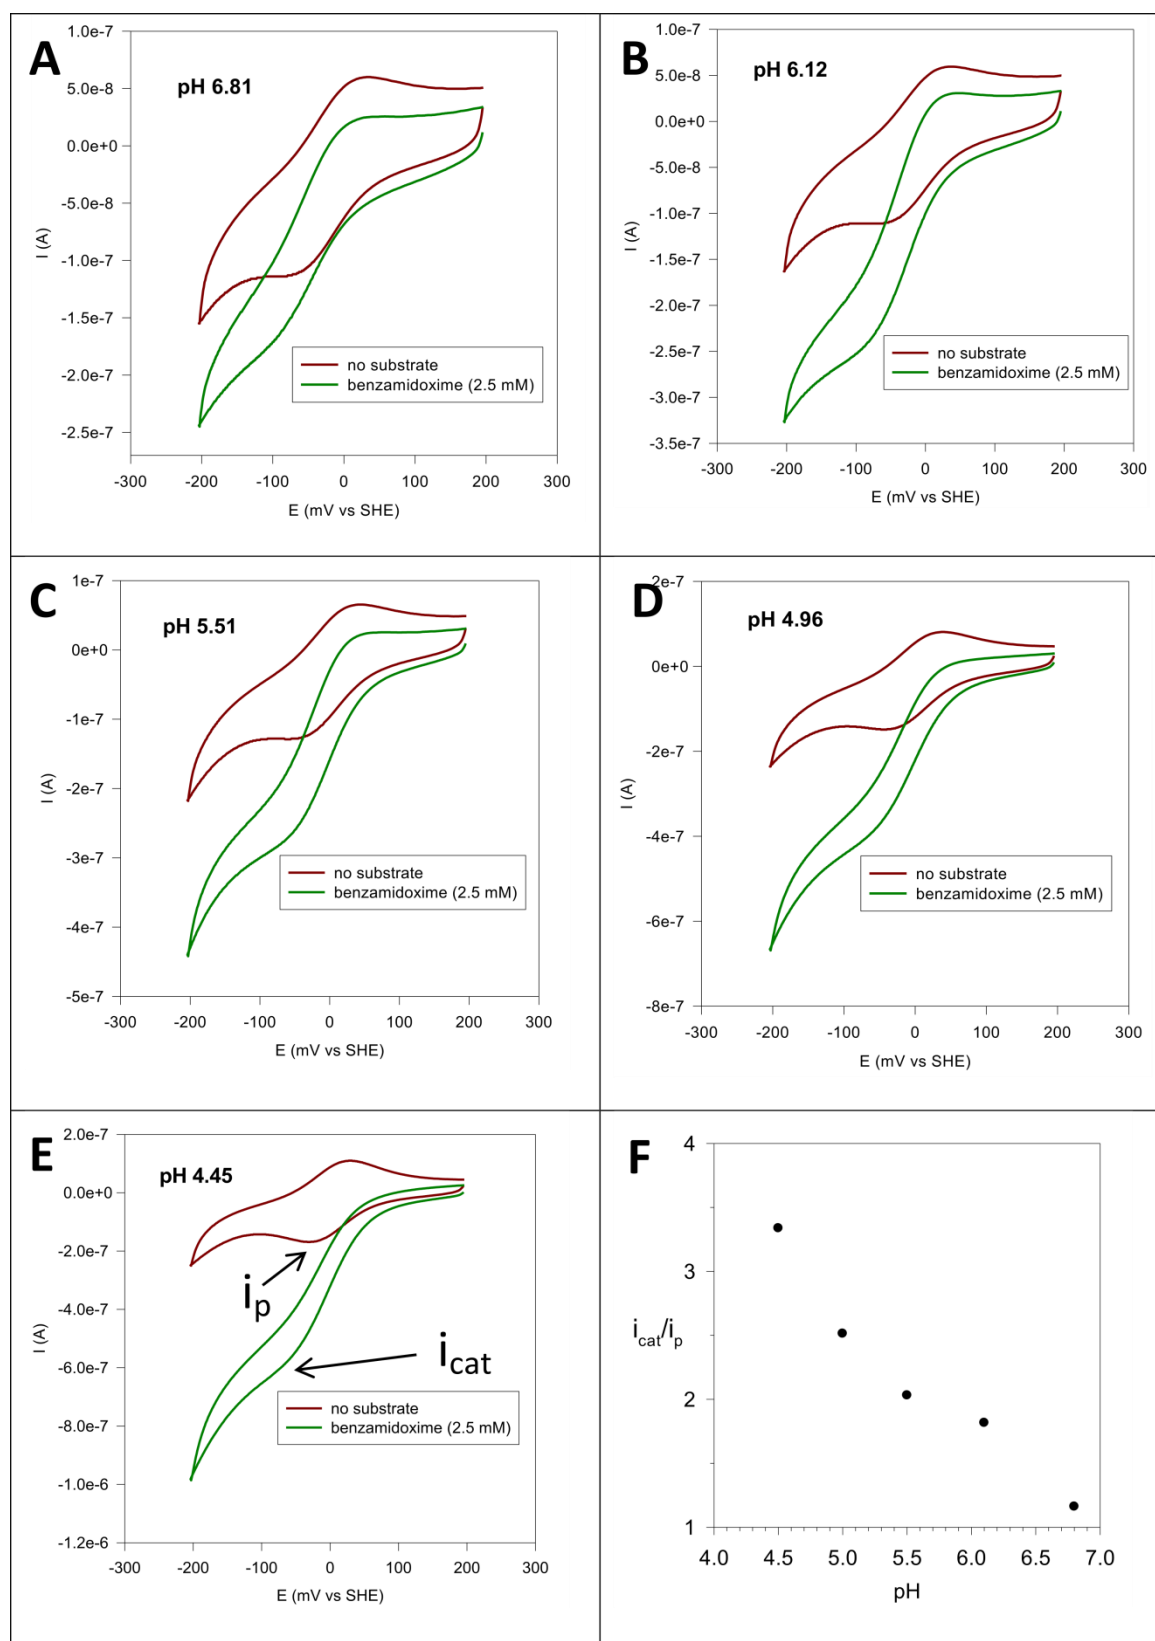 A
pH 6.81
1.0e-7
5.0e-8
0.0e+0
-5.0e-8
-1.0e-7
-1.5e-7
-2.0e-7
-2.5e-7
I (A)
no substrate
benzamidoxime (2.5 mM)
-300 -200 -100 0 100 200 300
E (mV vs SHE)
B
pH 6.12
1.0e-7
5.0e-8
0.0e+0
-5.0e-8
-1.0e-7
-1.5e-7
-2.0e-7
-2.5e-7
-3.0e-7
-3.5e-7
I (A)
no substrate
benzamidoxime (2.5 mM)
-300 -200 -100 0 100 200 300
E (mV vs SHE)
C
pH 5.51
1e-7
0e+0
-1e-7
-2e-7
-3e-7
-4e-7
-5e-7
I (A)
no substrate
benzamidoxime (2.5 mM)
-300 -200 -100 0 100 200 300
E (mV vs SHE)
D
pH 4.96
2e-7
0e+0
-2e-7
-4e-7
-6e-7
-8e-7
I (A)
no substrate
benzamidoxime (2.5 mM)
-300 -200 -100 0 100 200 300
E (mV vs SHE)
E
pH 4.45
2.0e-7
0.0e+0
-2.0e-7
-4.0e-7
-6.0e-7
-8.0e-7
-1.0e-6
-1.2e-6
I (A)
ip
icat
no substrate
benzamidoxime (2.5 mM)
-300 -200 -100 0 100 200 300
E (mV vs SHE)
F
4
3
2
1
icat/ip
4.0 4.5 5.0 5.5 6.0 6.5 7.0
pH